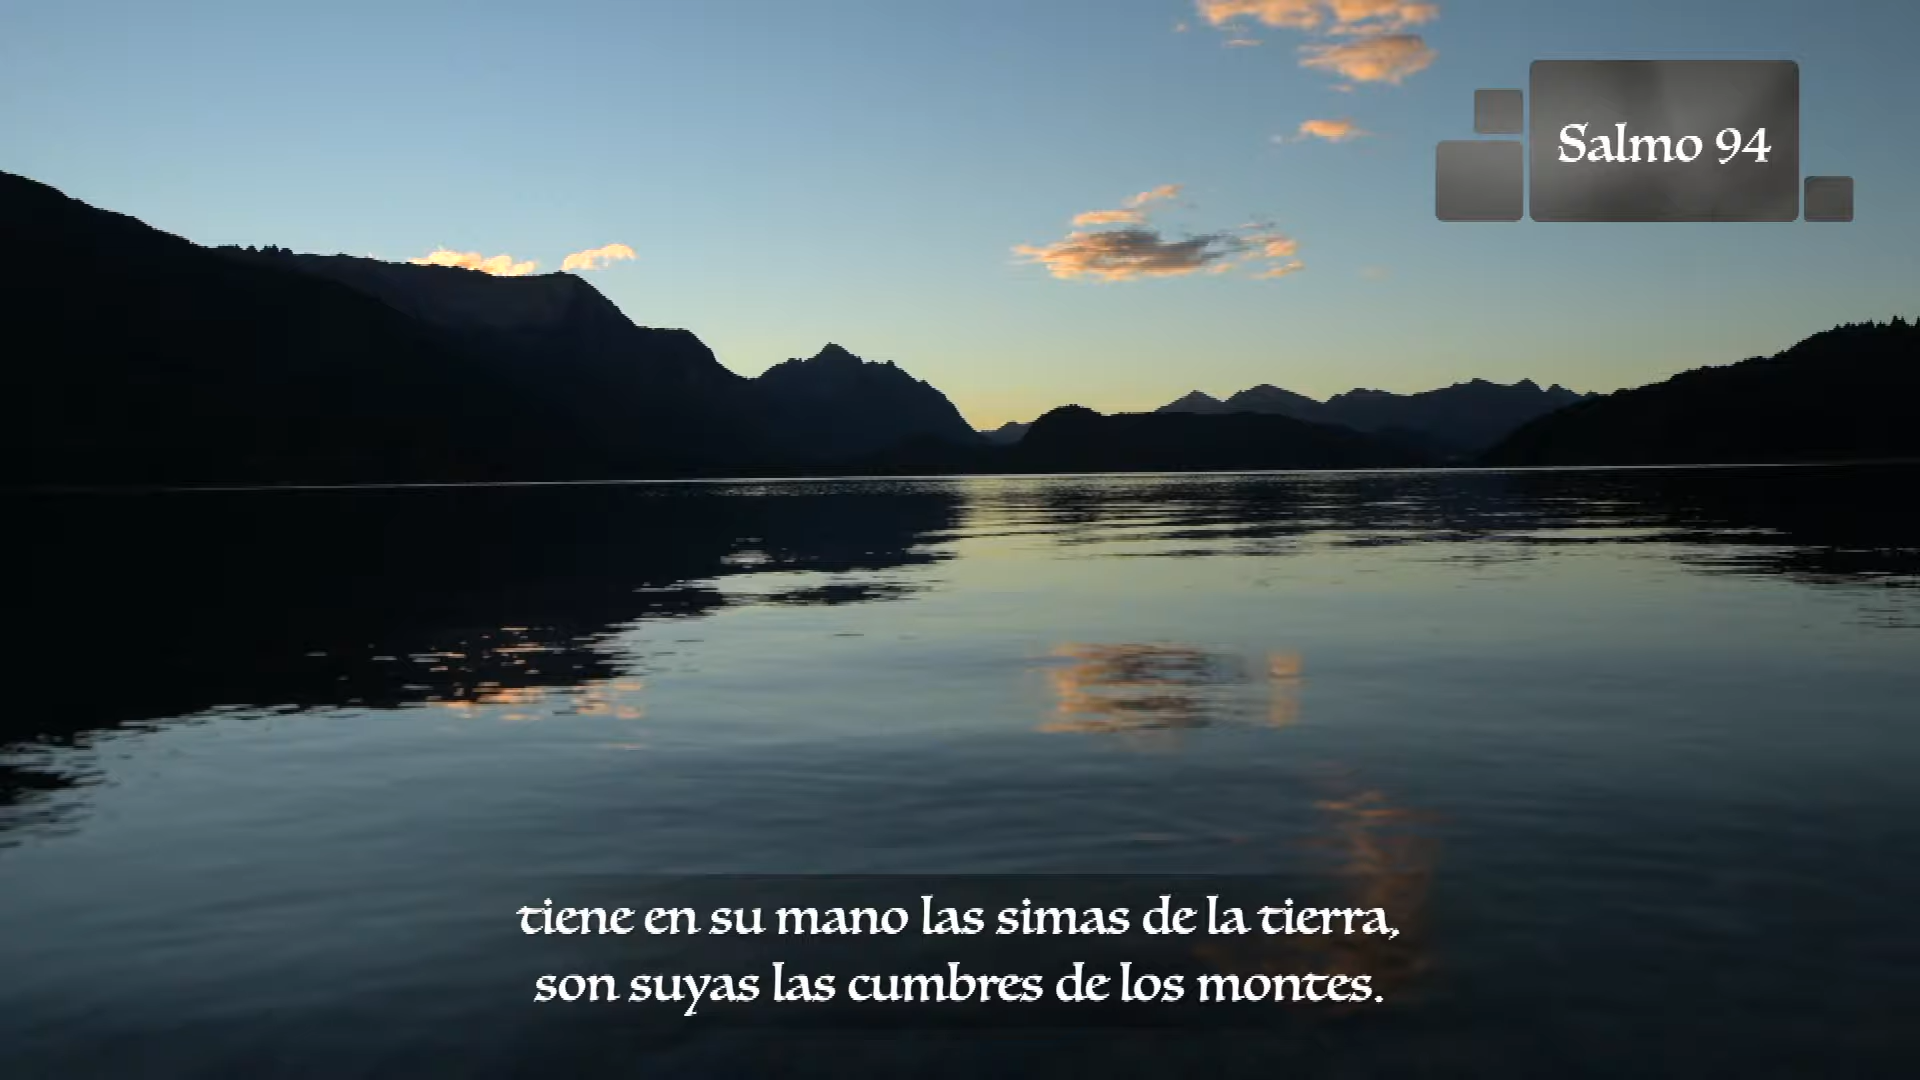 Salmo 94
tiene en su mano las simas de la tierra,
son suyas las cumbres de los montes.